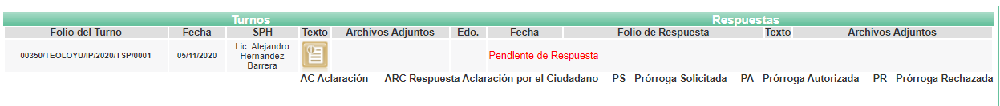 Turnos Respuestas
Folio del Turno Fecha SPH Texto Archivos Adjuntos Edo. Fecha Folio de Respuesta Texto Archivos Adjuntos
00350/TEOLOYU/IP/2020/TSP/0001 05/11/2020 Lic. Alejandro Hernandez Barrera Pendiente de Respuesta
AC Aclaración ARC Respuesta Aclaración por el Ciudadano PS - Prórroga Solicitada PA - Prórroga Autorizada PR - Prórroga Rechazada